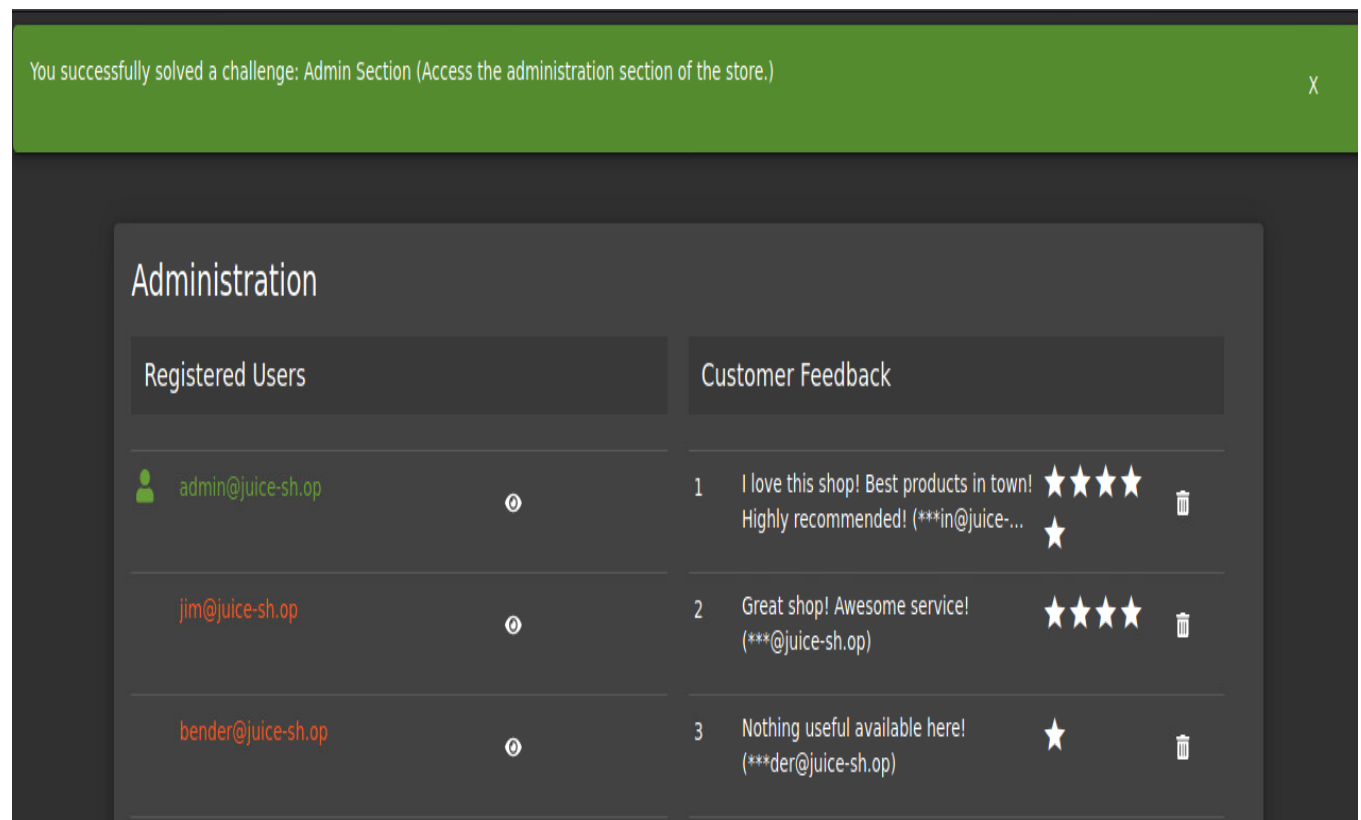 You successfully solved a challenge: Admin Section (Access the administration section of the store.)
X
Administration
Registered Users
admin@juice-sh.op
jim@juice-sh.op
bender@juice-sh.op
Customer Feedback
1
I love this shop! Best products in town!
Highly recommended! (***in@juice-...
2
Great shop! Awesome service!
(***@juice-sh.op)
3
Nothing useful available here!
(***der@juice-sh.op)